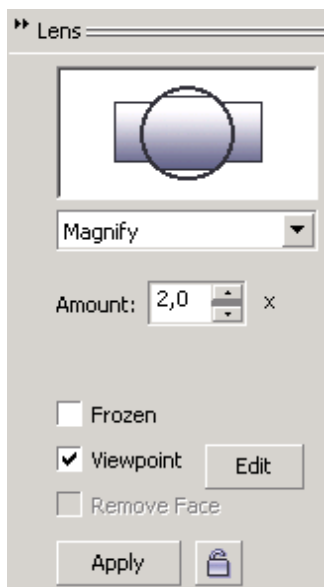 Lens
Magnify
Amount: 2,0 x
Frozen
Viewpoint Edit
Remove Face
Apply